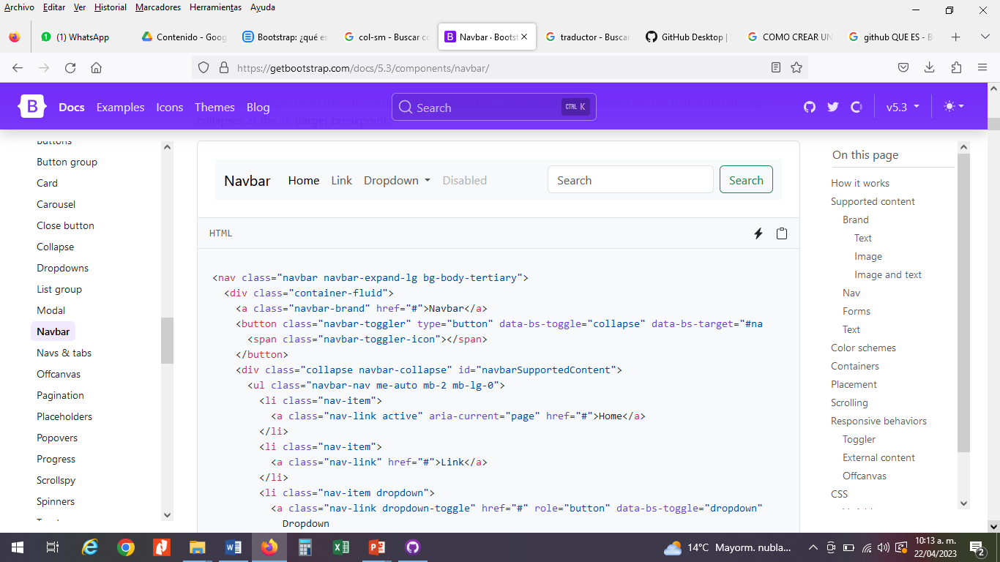 Archivo Editar Ver Historial Marcadores Herramientas Ayuda
(1) WhatsApp
Contenido - Goog
Bootstrap: ¿qué es
col-sm - Buscar co
Navbar · Bootst
traductor - Buscar
GitHub Desktop |
COMO CREAR UN
github QUE ES - B
https://getbootstrap.com/docs/5.3/components/navbar/
B Docs Examples Icons Themes Blog Search CTRL K v5.3
navbar that automatically
collapses at the lg (large) breakpoint.
Buttons
Button group
Card
Carousel
Close button
Collapse
Dropdowns
List group
Modal
Navbar
Navs & tabs
Offcanvas
Pagination
Placeholders
Popovers
Progress
Scrollspy
Spinners
Navbar Home Link Dropdown Disabled Search Search
HTML
<nav class="navbar navbar-expand-lg bg-body-tertiary">
<div class="container-fluid">
<a class="navbar-brand" href="#">Navbar</a>
<button class="navbar-toggler" type="button" data-bs-toggle="collapse" data-bs-target="#na
<span class="navbar-toggler-icon"></span>
</button>
<div class="collapse navbar-collapse" id="navbarSupportedContent">
<ul class="navbar-nav me-auto mb-2 mb-lg-0">
<li class="nav-item">
<a class="nav-link active" aria-current="page" href="#">Home</a>
</li>
<li class="nav-item">
<a class="nav-link" href="#">Link</a>
</li>
<li class="nav-item dropdown">
<a class="nav-link dropdown-toggle" href="#" role="button" data-bs-toggle="dropdown"
Dropdown
On this page
How it works
Supported content
Brand
Text
Image
Image and text
Nav
Forms
Text
Color schemes
Containers
Placement
Scrolling
Responsive behaviors
Toggler
External content
Offcanvas
CSS
14°C Mayorm. nubla...
10:13 a. m.
22/04/2023
2